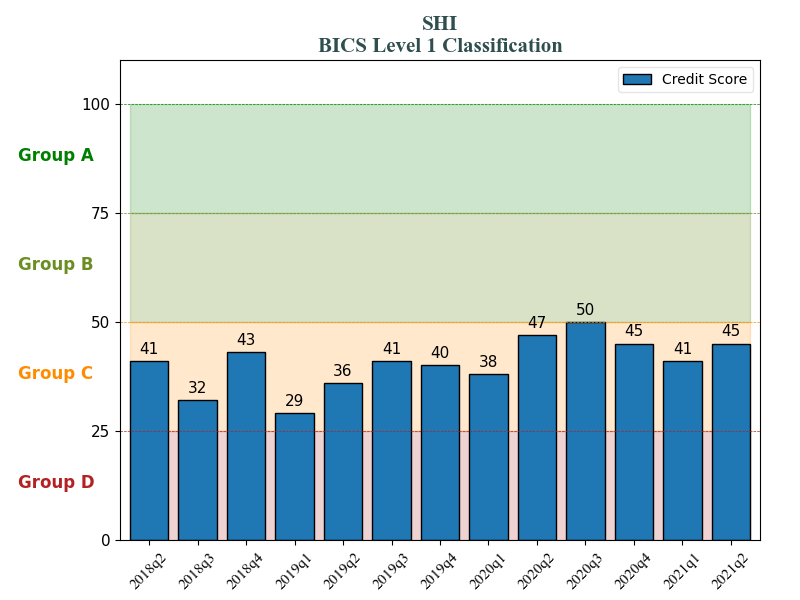 SHI
BICS Level 1 Classification
Credit Score
100
Group A
75
Group B
50
Group C
25
Group D
0
41
32
43
29
36
41
40
38
47
50
45
41
45
2018q2
2018q3
2018q4
2019q1
2019q2
2019q3
2019q4
2020q1
2020q2
2020q3
2020q4
2021q1
2021q2